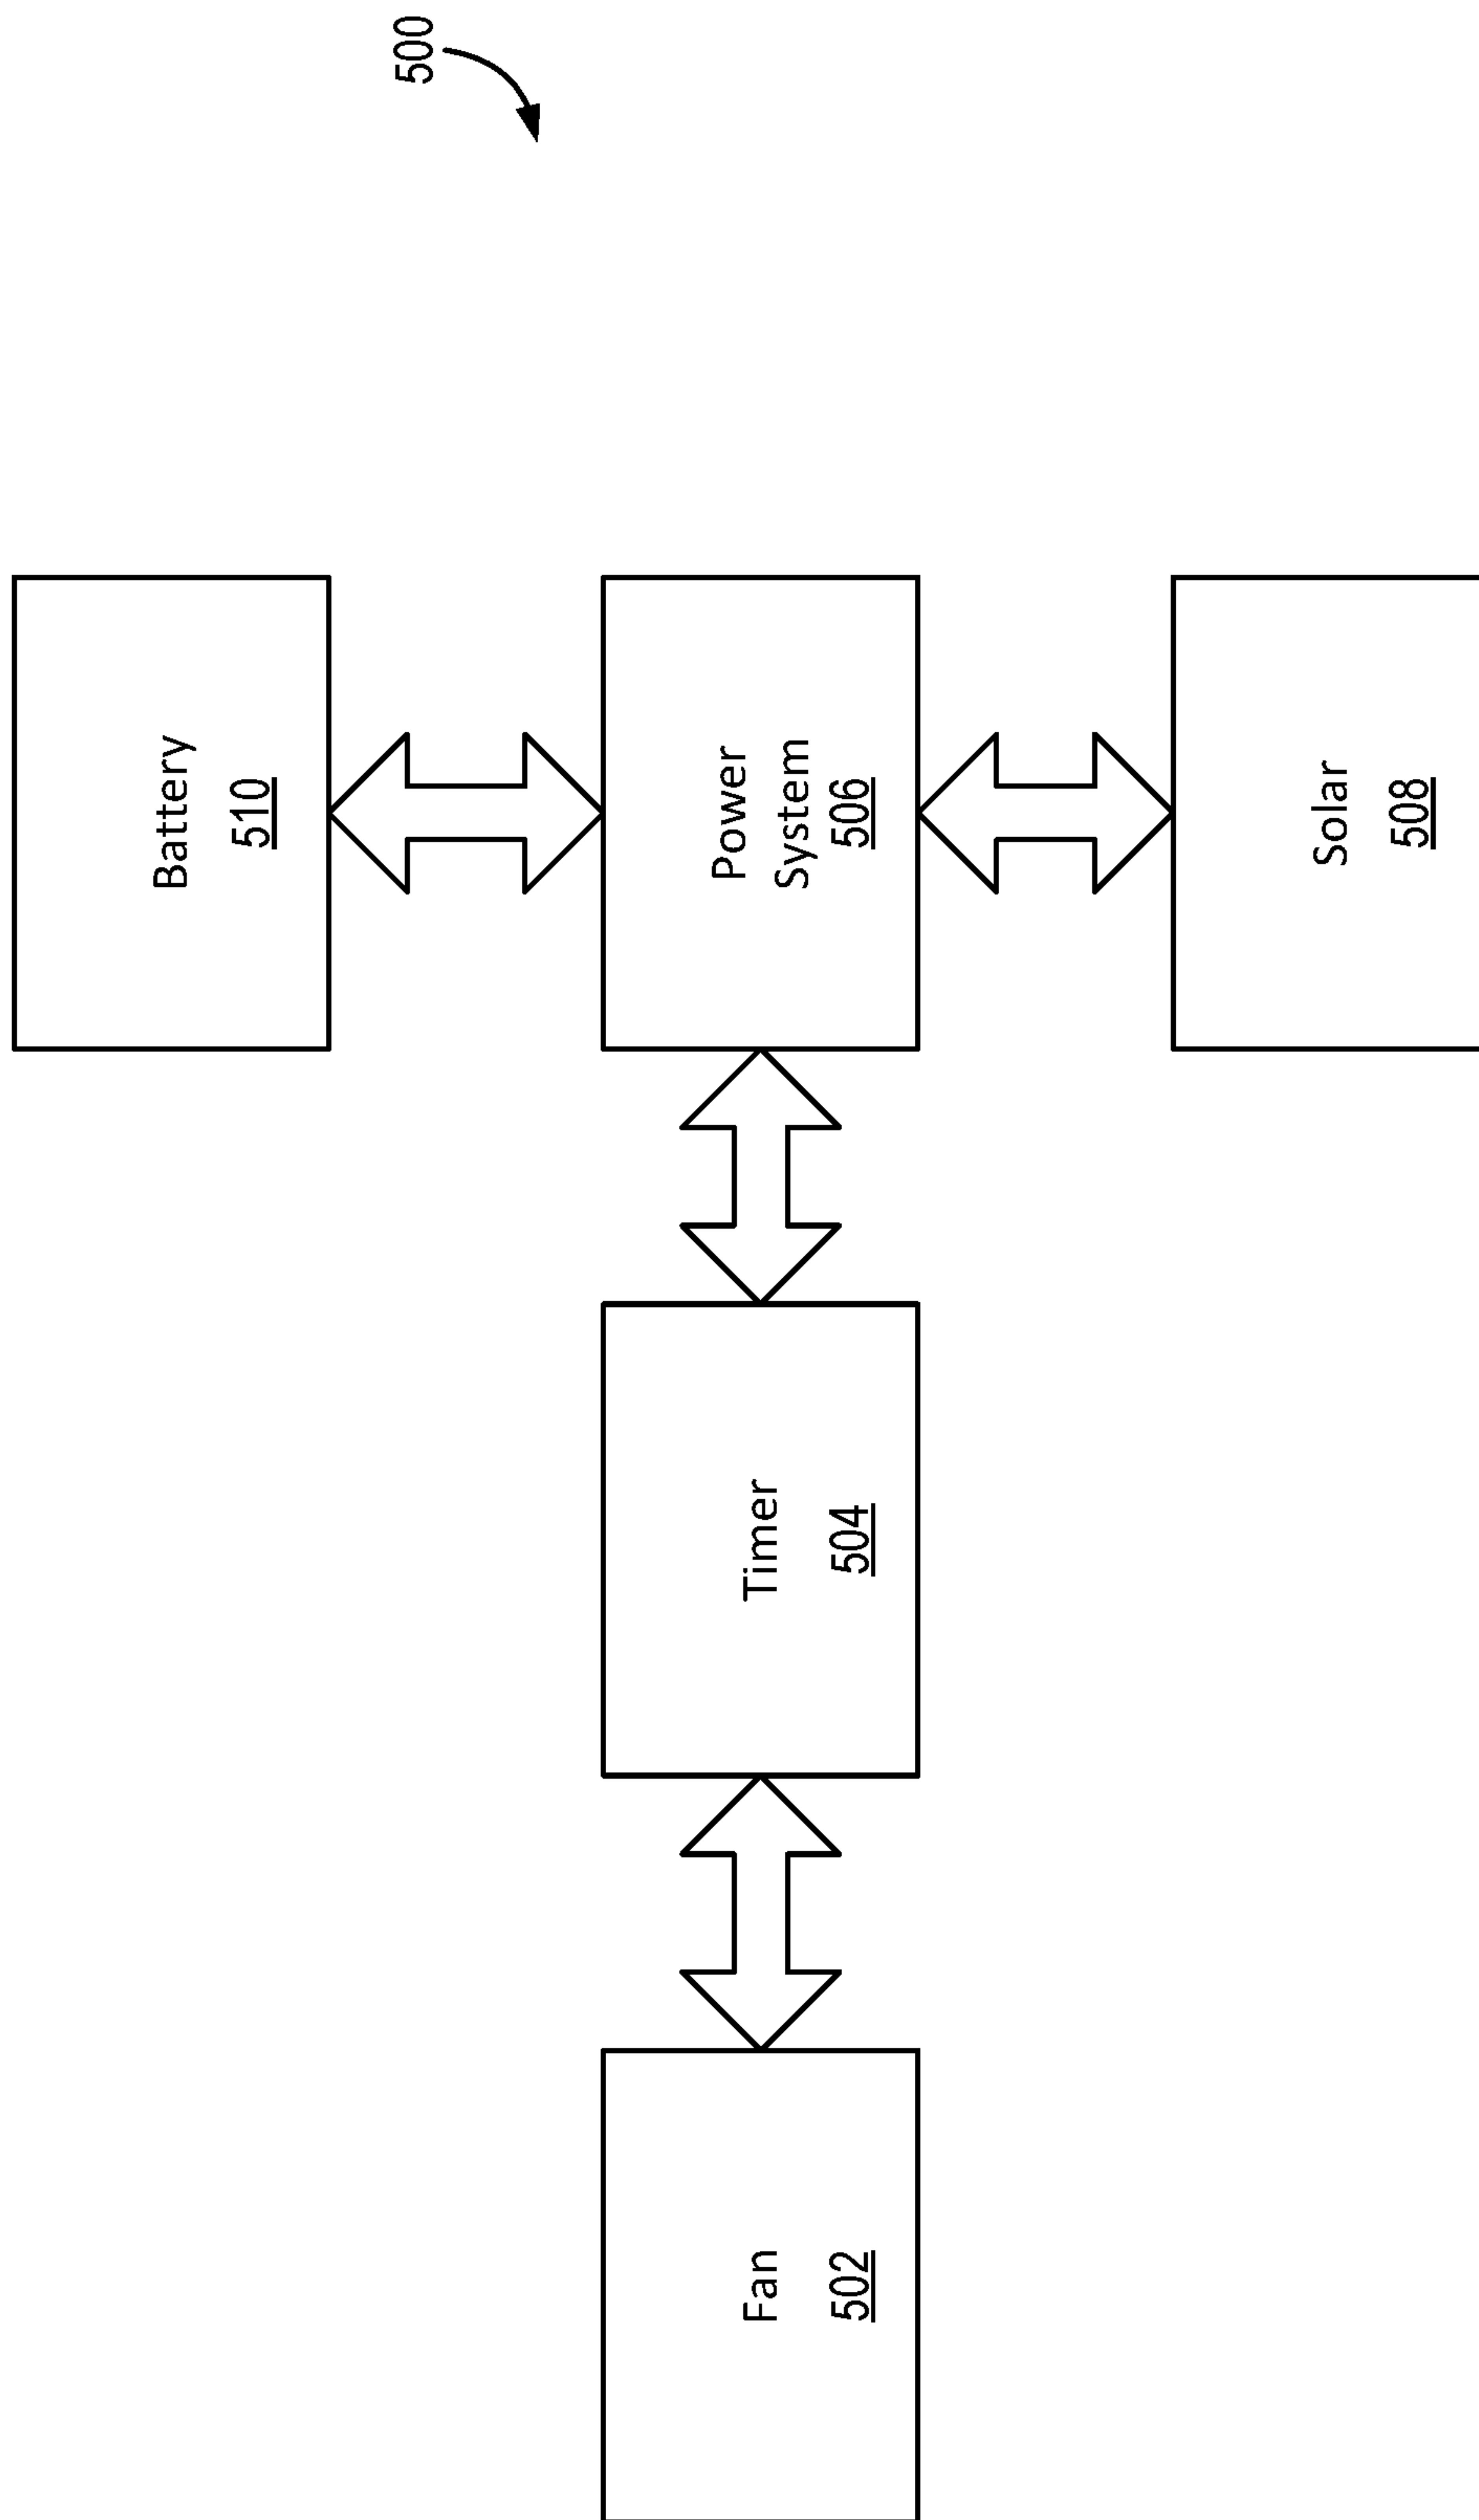 500
Battery
510
Fan
502
Timer
504
Power
System
506
Solar
508